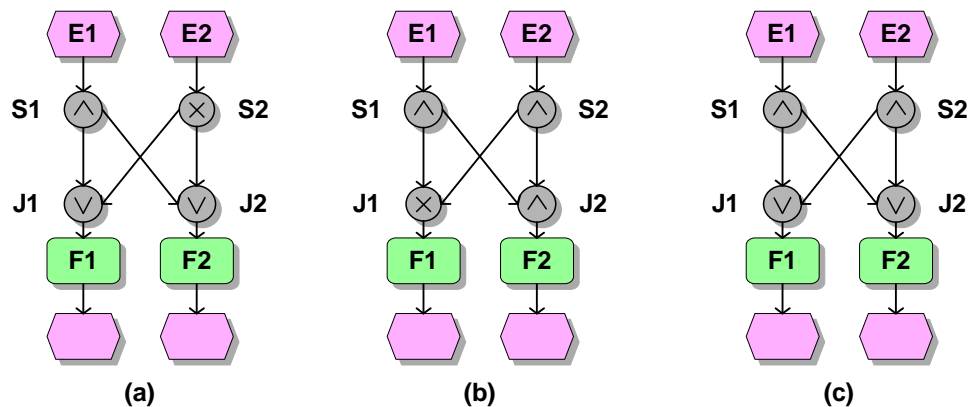 E1 E2 E1 E2 E1 E2
S1 ∧ × S2 S1 ∧ ∧ S2 S1 ∧ ∧ S2
J1 ∨ ∨ J2 J1 × ∧ J2 J1 ∨ ∨ J2
F1 F2 F1 F2 F1 F2
(a) (b) (c)